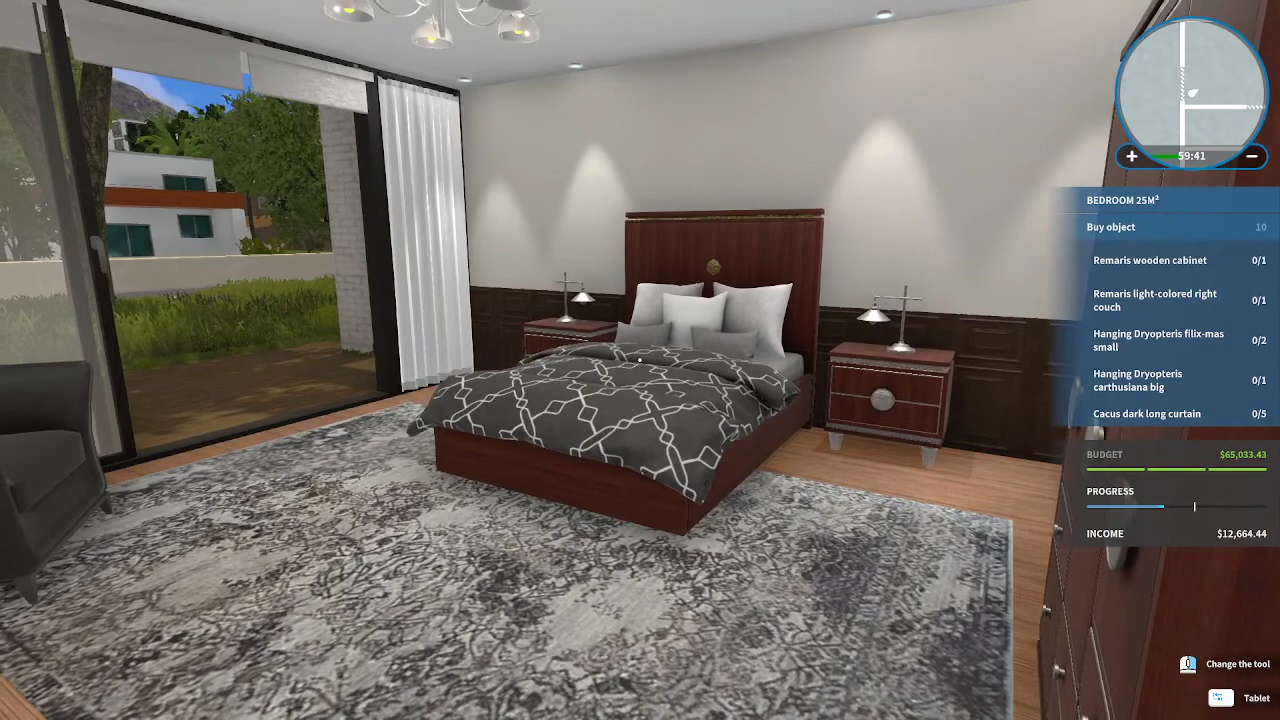 59:41
BEDROOM 25M²
Buy object 10
Remaris wooden cabinet 0/1
Remaris light-colored right 0/1
couch
Hanging Dryopteris filix-mas 0/2
small
Hanging Dryopteris 0/1
carthusiana big
Cacus dark long curtain 0/5
BUDGET $65,033.43
PROGRESS
INCOME $12,664.44
Change the tool
Tablet